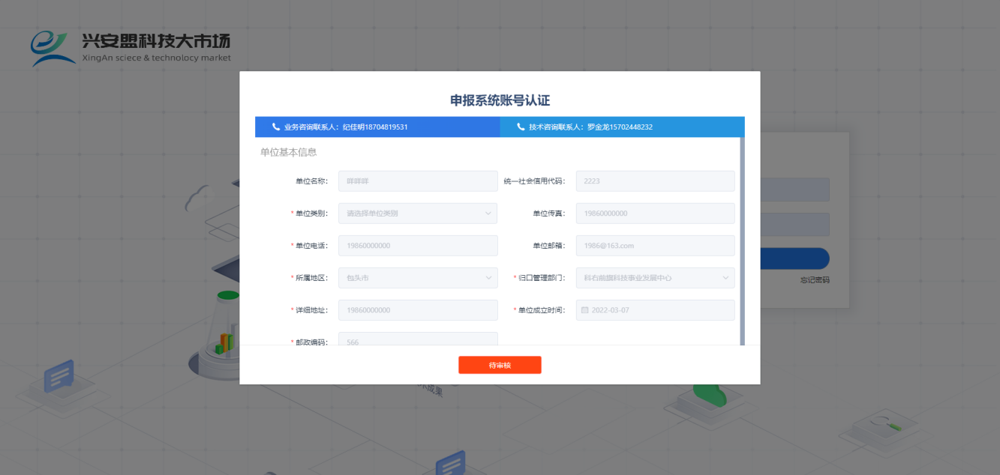 兴安盟科技大市场
XingAn sciece & technolocy market
申报系统账号认证
业务咨询联系人：纪佳明18704819531
技术咨询联系人：罗金龙15702448232
单位基本信息
单位名称： 咩咩咩 统一社会信用代码： 2223
* 单位类别： 请选择单位类别 单位传真： 19860000000
* 单位电话： 19860000000 单位邮箱： 1986@163.com
* 所属地区： 包头市 * 归口管理部门： 科右前旗科技事业发展中心
忘记密码
* 详细地址： 19860000000 * 单位成立时间： 2022-03-07
* 邮政编码： 566
待审核
成果